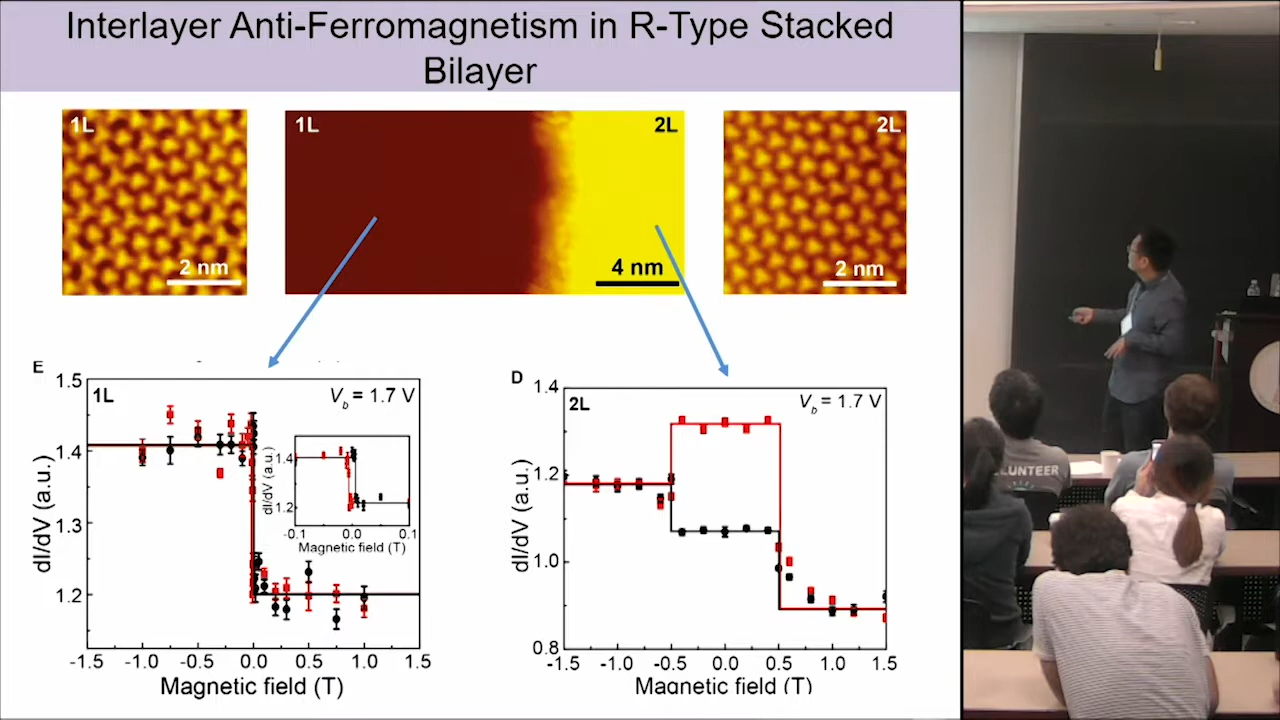 Interlayer Anti-Ferromagnetism in R-Type Stacked
Bilayer
1L
2 nm
1L
2L
4 nm
2L
2 nm
E
1L
V_b = 1.7 V
1.5
1.4
1.3
1.2
dI/dV (a.u.)
-1.5 -1.0 -0.5 0.0 0.5 1.0 1.5
Magnetic field (T)
1.4
1.2
dI/dV (a.u.)
-0.1 0.0 0.1
Magnetic field (T)
D
2L
V_b = 1.7 V
1.4
1.2
1.0
0.8
dI/dV (a.u.)
-1.5 -1.0 -0.5 0.0 0.5 1.0 1.5
Magnetic field (T)
OLUNTEER